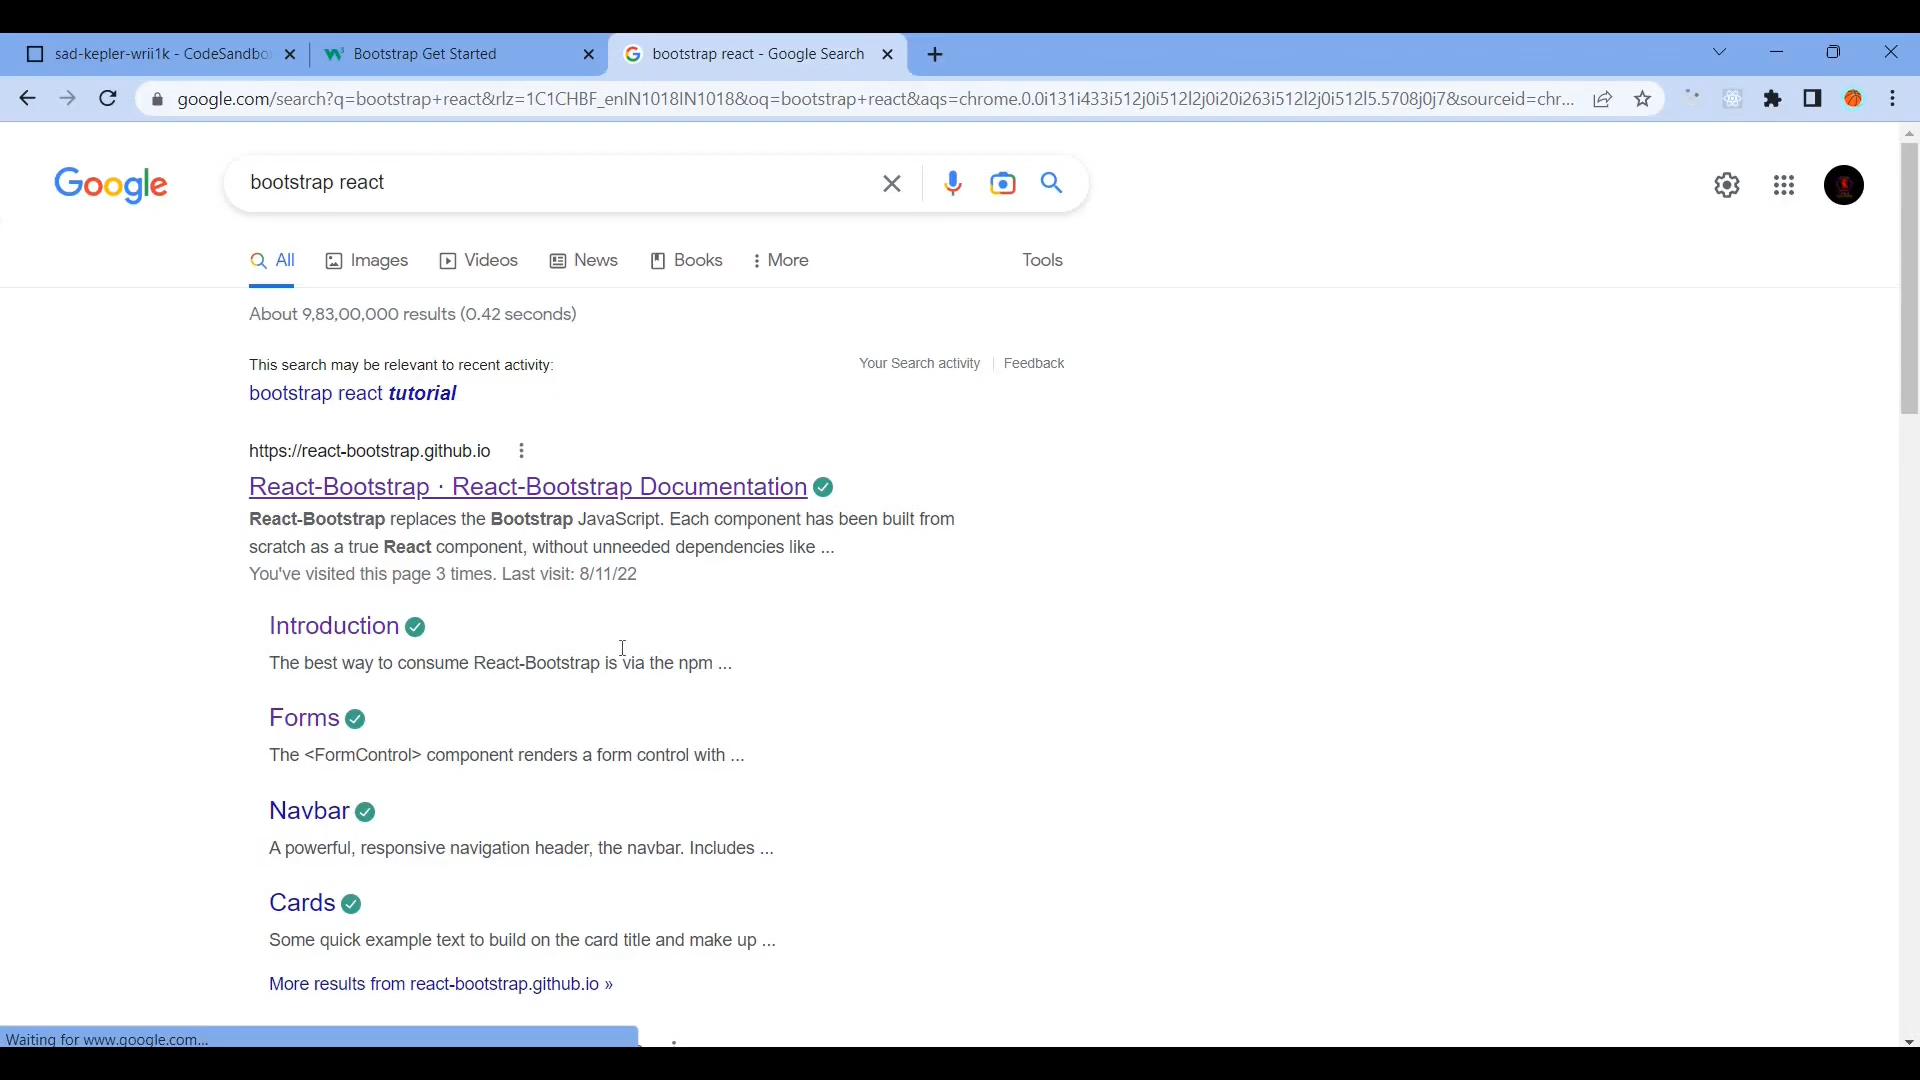 sad-kepler-wrii1k - CodeSandbo
Bootstrap Get Started
bootstrap react - Google Search
google.com/search?q=bootstrap+react&rlz=1C1CHBF_enIN1018IN1018&oq=bootstrap+react&aqs=chrome.0.0i131i433i512j0i512l2j0i20i263i512l2j0i512l5.5708j0j7&sourceid=chr...
Google
bootstrap react
All
Images
Videos
News
Books
More
Tools
About 9,83,00,000 results (0.42 seconds)
This search may be relevant to recent activity:
Your Search activity
Feedback
bootstrap react tutorial
https://react-bootstrap.github.io
React-Bootstrap · React-Bootstrap Documentation
React-Bootstrap replaces the Bootstrap JavaScript. Each component has been built from
scratch as a true React component, without unneeded dependencies like ...
You've visited this page 3 times. Last visit: 8/11/22
Introduction
The best way to consume React-Bootstrap is via the npm ...
Forms
The <FormControl> component renders a form control with ...
Navbar
A powerful, responsive navigation header, the navbar. Includes ...
Cards
Some quick example text to build on the card title and make up ...
More results from react-bootstrap.github.io »
Waiting for www.google.com...